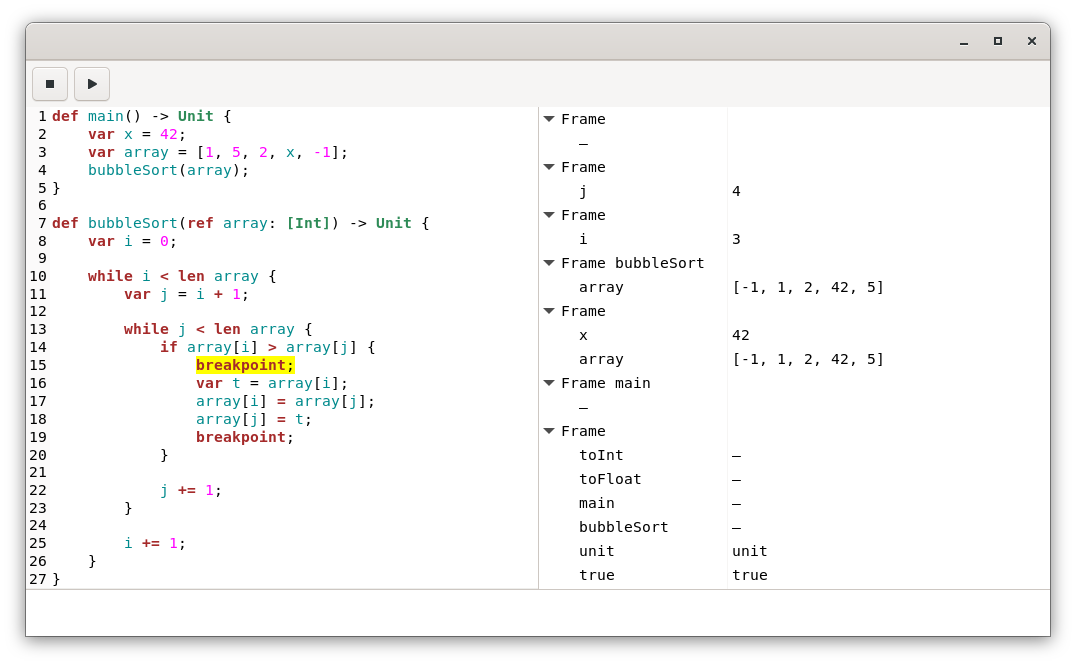 1 def main() -> Unit {
2     var x = 42;
3     var array = [1, 5, 2, x, -1];
4     bubbleSort(array);
5 }
6
7 def bubbleSort(ref array: [Int]) -> Unit {
8     var i = 0;
9
10     while i < len array {
11         var j = i + 1;
12
13         while j < len array {
14             if array[i] > array[j] {
15                 breakpoint;
16                 var t = array[i];
17                 array[i] = array[j];
18                 array[j] = t;
19                 breakpoint;
20             }
21
22             j += 1;
23         }
24
25         i += 1;
26     }
27 }
Frame
—
Frame
j 4
Frame
i 3
Frame bubbleSort
array [-1, 1, 2, 42, 5]
Frame
x 42
array [-1, 1, 2, 42, 5]
Frame main
—
Frame
toInt —
toFloat —
main —
bubbleSort —
unit unit
true true